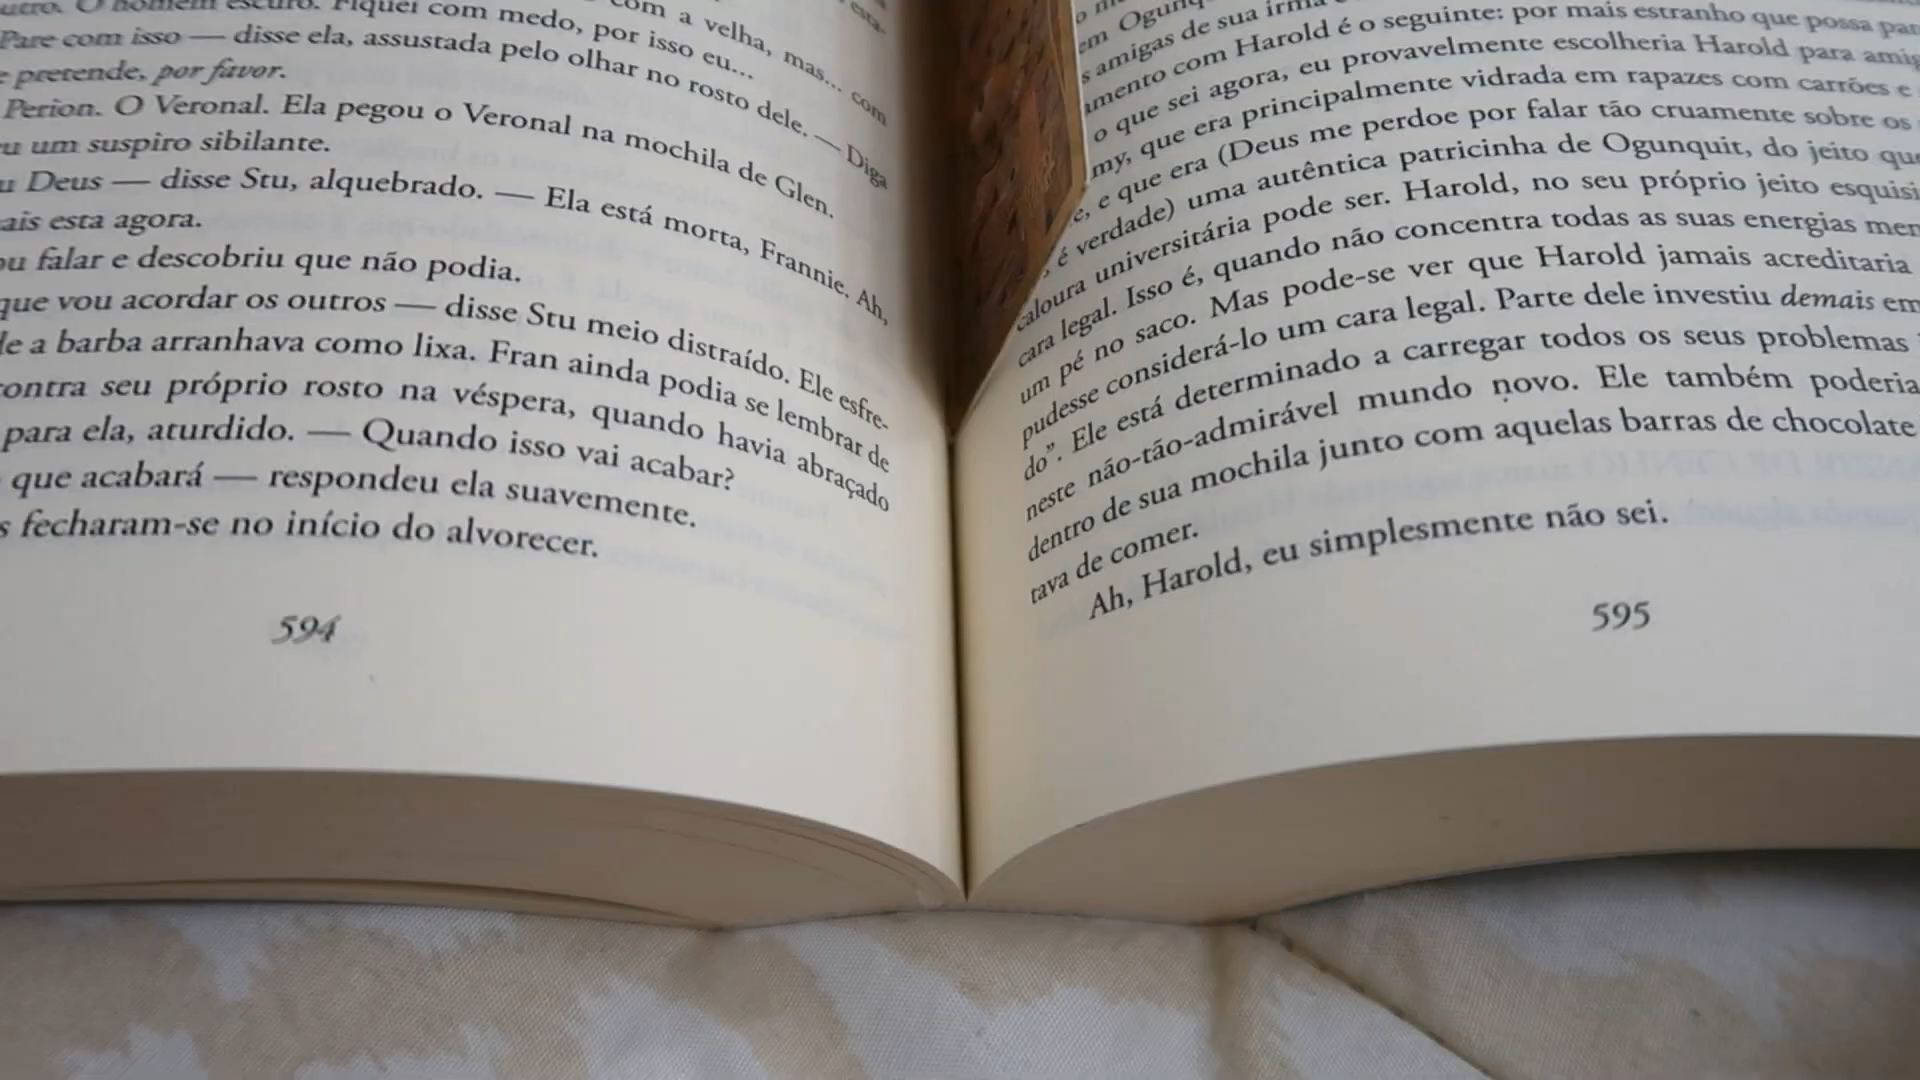 O homem escuro. Fiquei com medo, por isso eu...
com a velha, mas... com
Pare com isso — disse ela, assustada pelo olhar no rosto dele. — Diga
e pretende, por favor.
Perion. O Veronal. Ela pegou o Veronal na mochila de Glen.
u um suspiro sibilante.
u Deus — disse Stu, alquebrado. — Ela está morta, Frannie. Ah,
ais esta agora.
ou falar e descobriu que não podia.
que vou acordar os outros — disse Stu meio distraído. Ele esfre-
le a barba arranhava como lixa. Fran ainda podia se lembrar de
contra seu próprio rosto na véspera, quando havia abraçado
para ela, aturdido. — Quando isso vai acabar?
que acabará — respondeu ela suavemente.
s fecharam-se no início do alvorecer.
594
em Ogunq
s amigas de sua irmã
amento com Harold é o seguinte: por mais estranho que possa par
o que sei agora, eu provavelmente escolheria Harold para amig
my, que era principalmente vidrada em rapazes com carrões e
e, e que era (Deus me perdoe por falar tão cruamente sobre os
, é verdade) uma autêntica patricinha de Ogunquit, do jeito que
caloura universitária pode ser. Harold, no seu próprio jeito esquisi
cara legal. Isso é, quando não concentra todas as suas energias men
um pé no saco. Mas pode-se ver que Harold jamais acreditaria
pudesse considerá-lo um cara legal. Parte dele investiu demais em
do”. Ele está determinado a carregar todos os seus problemas
neste não-tão-admirável mundo novo. Ele também poderia
dentro de sua mochila junto com aquelas barras de chocolate
tava de comer.
Ah, Harold, eu simplesmente não sei.
595